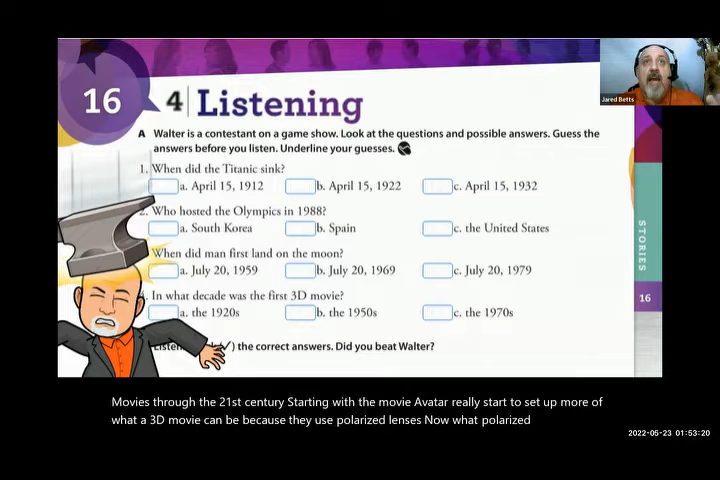 Jared Betts
16
4 Listening
A Walter is a contestant on a game show. Look at the questions and possible answers. Guess the
answers before you listen. Underline your guesses.
1. When did the Titanic sink?
a. April 15, 1912 b. April 15, 1922 c. April 15, 1932
2. Who hosted the Olympics in 1988?
a. South Korea b. Spain c. the United States
When did man first land on the moon?
a. July 20, 1959 b. July 20, 1969 c. July 20, 1979
. In what decade was the first 3D movie?
a. the 1920s b. the 1950s c. the 1970s
Listen ✓) the correct answers. Did you beat Walter?
STORIES
16
Movies through the 21st century Starting with the movie Avatar really start to set up more of
what a 3D movie can be because they use polarized lenses Now what polarized
2022-05-23 01:53:20